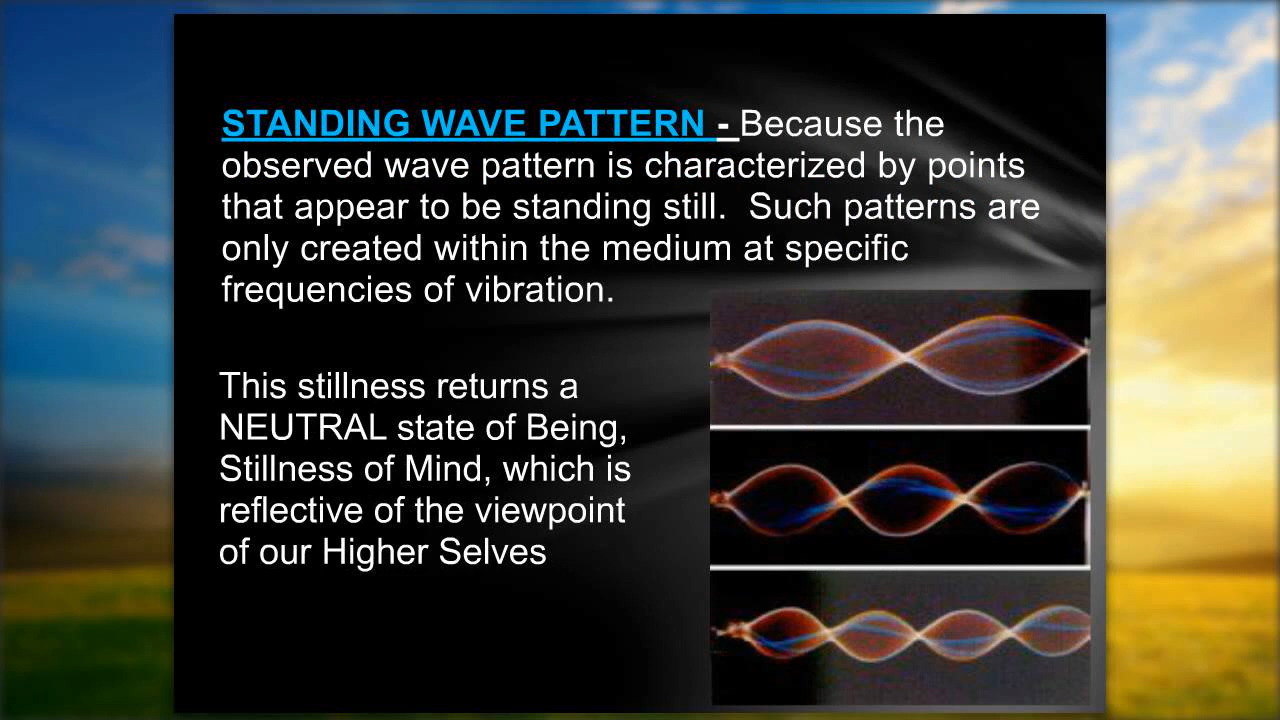 STANDING WAVE PATTERN - Because the
observed wave pattern is characterized by points
that appear to be standing still.  Such patterns are
only created within the medium at specific
frequencies of vibration.
This stillness returns a
NEUTRAL state of Being,
Stillness of Mind, which is
reflective of the viewpoint
of our Higher Selves